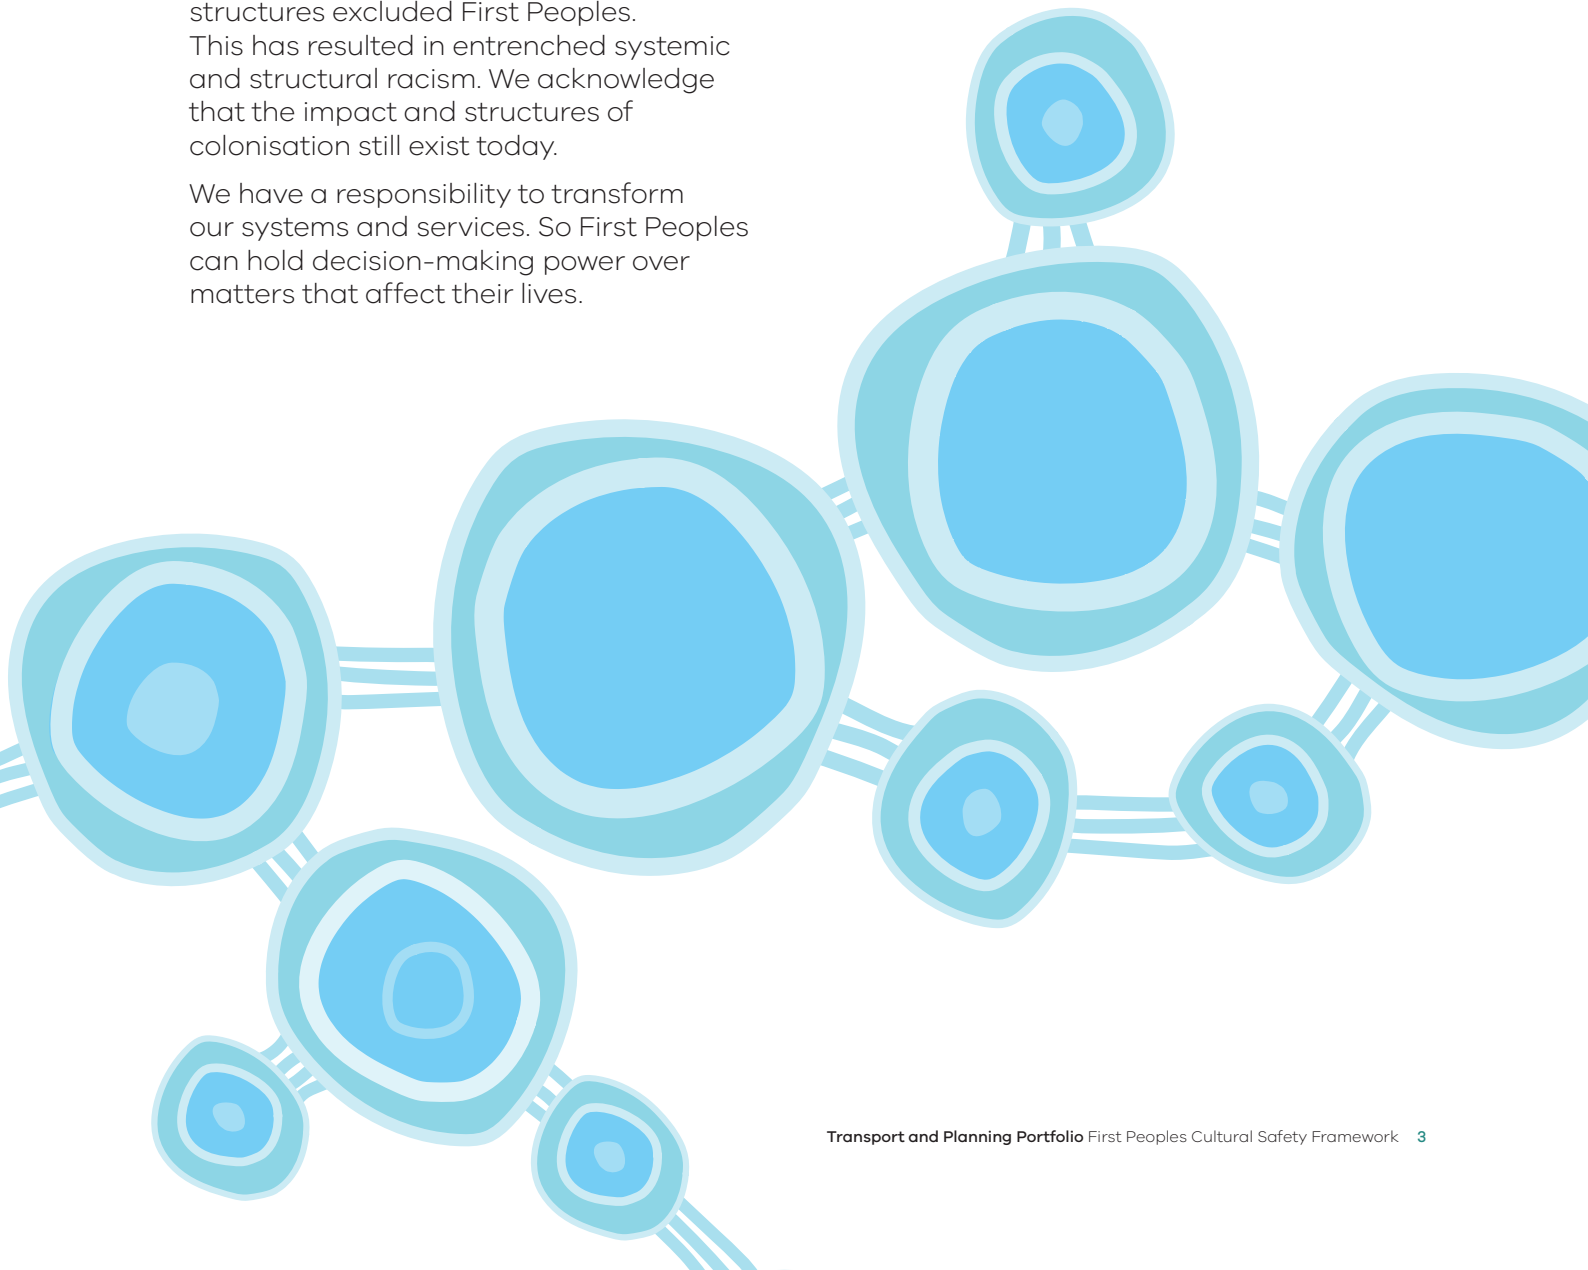 structures excluded First Peoples.
This has resulted in entrenched systemic
and structural racism. We acknowledge
that the impact and structures of
colonisation still exist today.
We have a responsibility to transform
our systems and services. So First Peoples
can hold decision-making power over
matters that affect their lives.
Transport and Planning Portfolio First Peoples Cultural Safety Framework 3